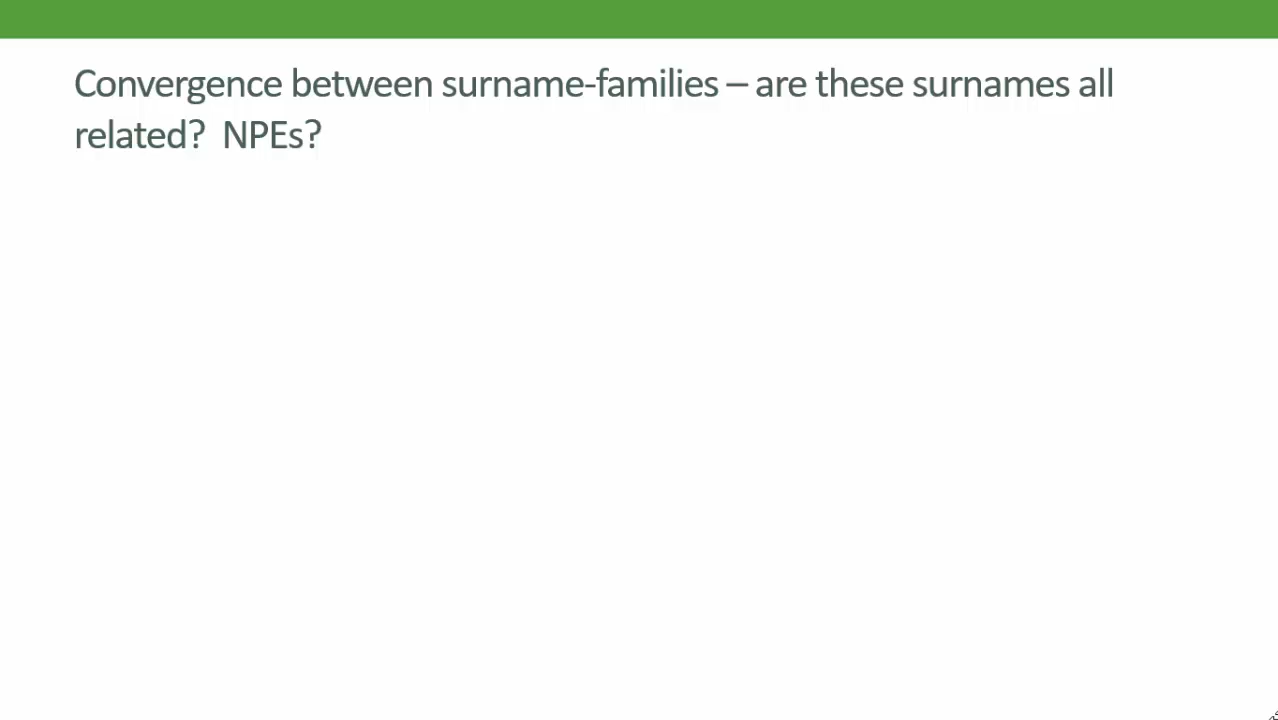 Convergence between surname-families – are these surnames all
related?  NPEs?